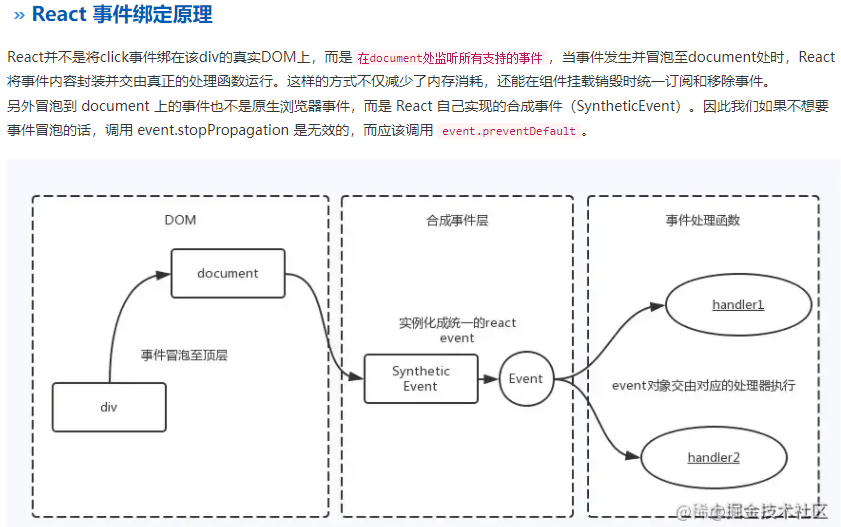 » React 事件绑定原理
React并不是将click事件绑在该div的真实DOM上，而是 在document处监听所有支持的事件 ，当事件发生并冒泡至document处时，React
将事件内容封装并交由真正的处理函数运行。这样的方式不仅减少了内存消耗，还能在组件挂载销毁时统一订阅和移除事件。
另外冒泡到 document 上的事件也不是原生浏览器事件，而是 React 自己实现的合成事件（SyntheticEvent）。因此我们如果不想要
事件冒泡的话，调用 event.stopPropagation 是无效的，而应该调用 event.preventDefault 。
DOM
document
事件冒泡至顶层
div
合成事件层
实例化成统一的react
event
Synthetic
Event
Event
事件处理函数
handler1
event对象交由对应的处理器执行
handler2
@稀土掘金技术社区